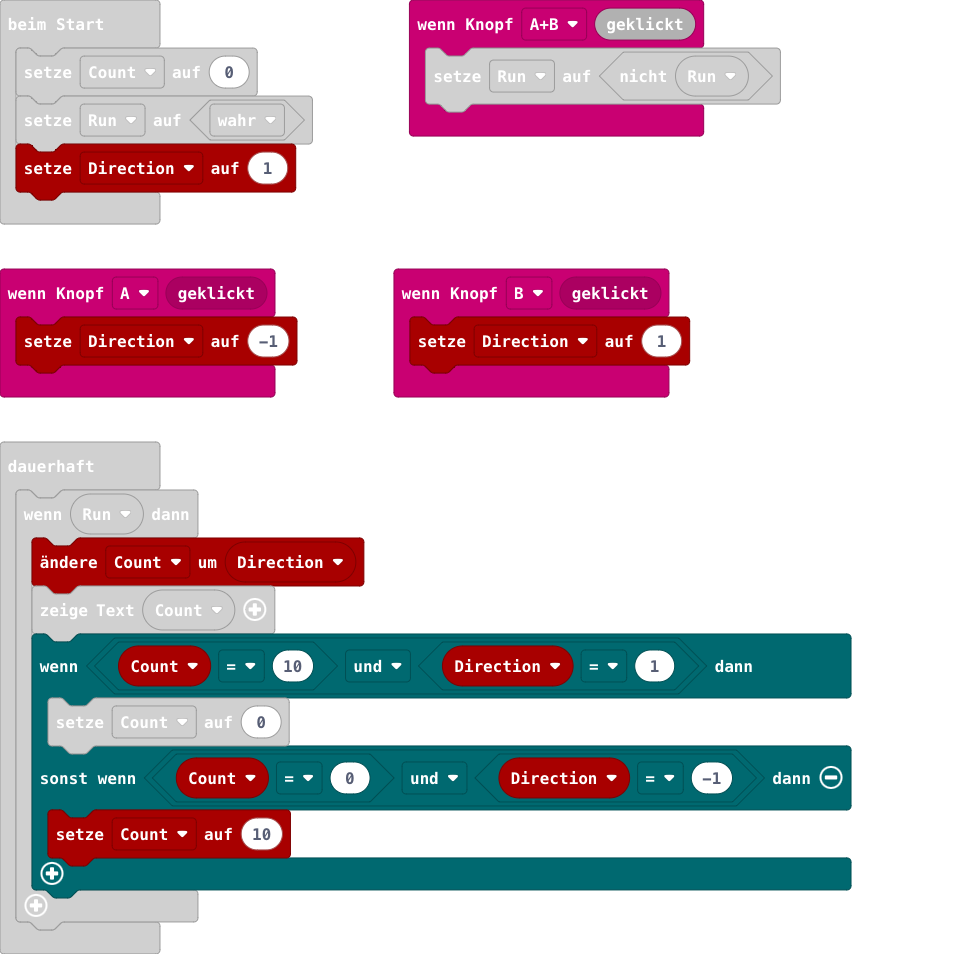 beim Start
setze Count auf 0
setze Run auf wahr
setze Direction auf 1
wenn Knopf A+B geklickt
setze Run auf nicht Run
wenn Knopf A geklickt
setze Direction auf −1
wenn Knopf B geklickt
setze Direction auf 1
dauerhaft
wenn Run dann
ändere Count um Direction
zeige Text Count
wenn Count = 10 und Direction = 1 dann
setze Count auf 0
sonst wenn Count = 0 und Direction = −1 dann
setze Count auf 10